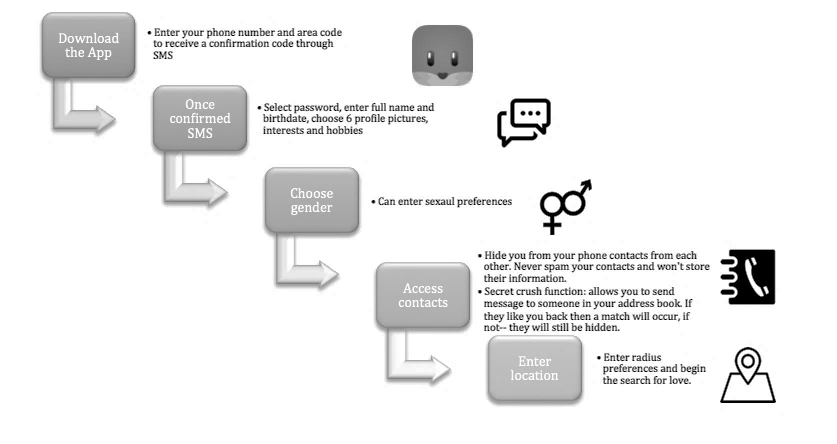 Download
the App
• Enter your phone number and area code
to receive a confirmation code through
SMS
Once
confirmed
SMS
• Select password, enter full name and
birthdate, choose 6 profile pictures,
interests and hobbies
Choose
gender
• Can enter sexaul preferences
Access
contacts
• Hide you from your phone contacts from each
other. Never spam your contacts and won't store
their information.
• Secret crush function: allows you to send
message to someone in your address book. If
they like you back then a match will occur, if
not-- they will still be hidden.
Enter
location
• Enter radius
preferences and begin
the search for love.